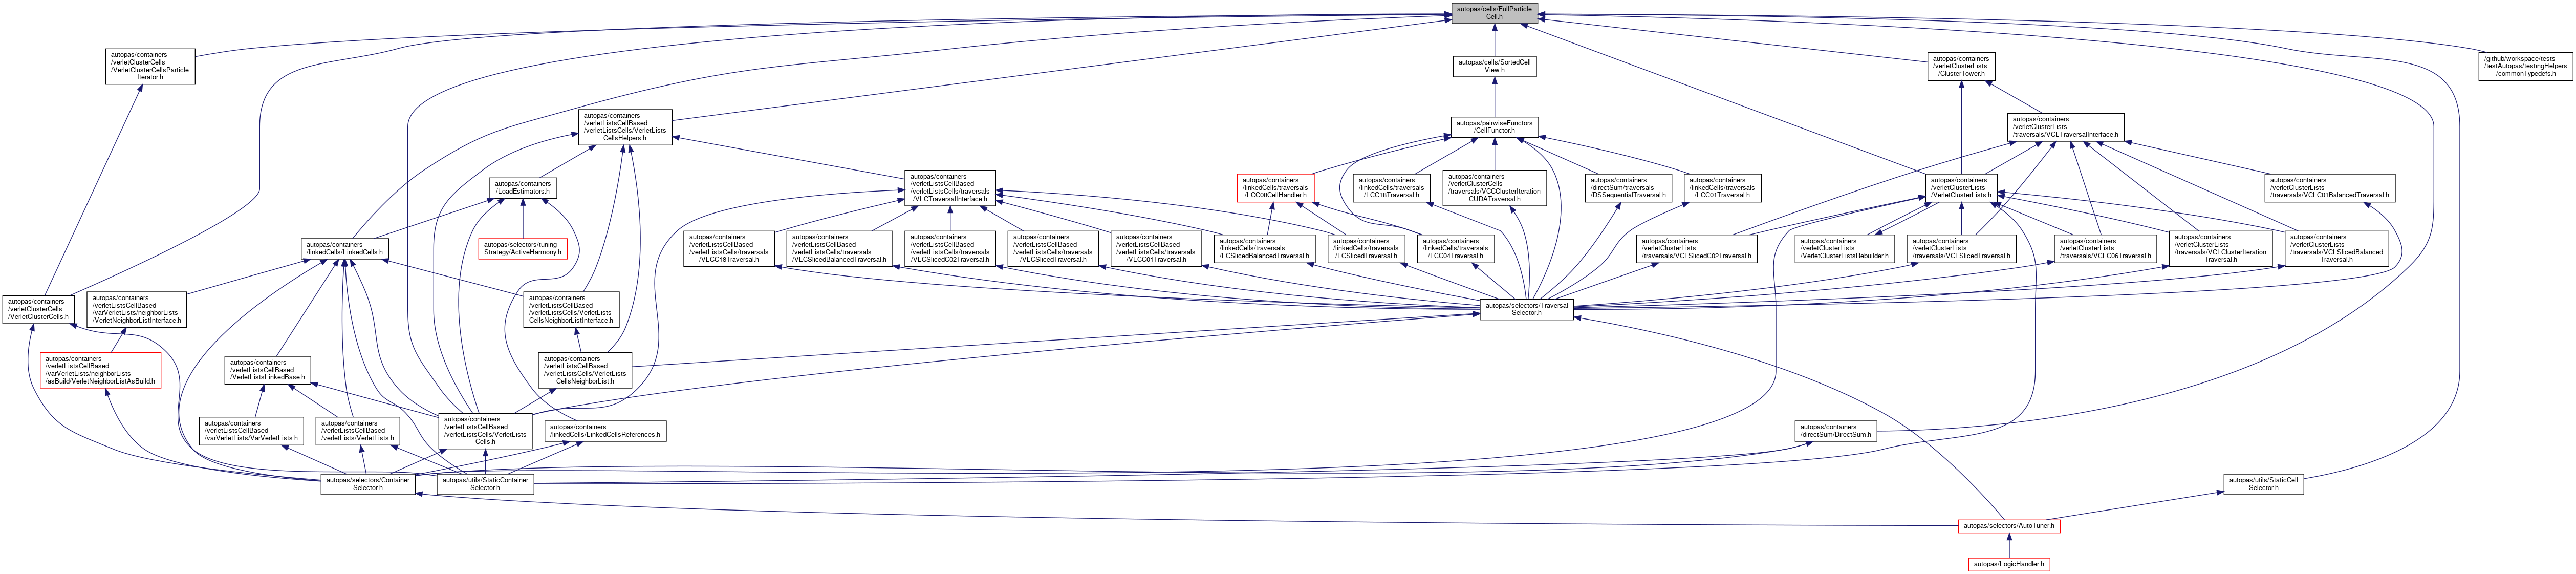 autopas/cells/FullParticle
Cell.h
autopas/containers
/verletClusterCells
/VerletClusterCellsParticle
Iterator.h
autopas/cells/SortedCell
View.h
autopas/containers
/verletClusterLists
/ClusterTower.h
/github/workspace/tests
/testAutopas/testingHelpers
/commonTypedefs.h
autopas/containers
/verletListsCellBased
/verletListsCells/VerletLists
CellsHelpers.h
autopas/pairwiseFunctors
/CellFunctor.h
autopas/containers
/verletClusterLists
/traversals/VCLTraversalInterface.h
autopas/containers
/LoadEstimators.h
autopas/containers
/verletListsCellBased
/verletListsCells/traversals
/VLCTraversalInterface.h
autopas/containers
/linkedCells/traversals
/LCC08CellHandler.h
autopas/containers
/linkedCells/traversals
/LCC18Traversal.h
autopas/containers
/verletClusterCells
/traversals/VCCClusterIteration
CUDATraversal.h
autopas/containers
/directSum/traversals
/DSSequentialTraversal.h
autopas/containers
/linkedCells/traversals
/LCC01Traversal.h
autopas/containers
/verletClusterLists
/VerletClusterLists.h
autopas/containers
/verletClusterLists
/traversals/VCLC01BalancedTraversal.h
autopas/containers
/linkedCells/LinkedCells.h
autopas/selectors/tuning
Strategy/ActiveHarmony.h
autopas/containers
/verletListsCellBased
/verletListsCells/traversals
/VLCC18Traversal.h
autopas/containers
/verletListsCellBased
/verletListsCells/traversals
/VLCSlicedBalancedTraversal.h
autopas/containers
/verletListsCellBased
/verletListsCells/traversals
/VLCSlicedC02Traversal.h
autopas/containers
/verletListsCellBased
/verletListsCells/traversals
/VLCSlicedTraversal.h
autopas/containers
/verletListsCellBased
/verletListsCells/traversals
/VLCC01Traversal.h
autopas/containers
/linkedCells/traversals
/LCSlicedBalancedTraversal.h
autopas/containers
/linkedCells/traversals
/LCSlicedTraversal.h
autopas/containers
/linkedCells/traversals
/LCC04Traversal.h
autopas/containers
/verletClusterLists
/traversals/VCLSlicedC02Traversal.h
autopas/containers
/verletClusterLists
/VerletClusterListsRebuilder.h
autopas/containers
/verletClusterLists
/traversals/VCLSlicedTraversal.h
autopas/containers
/verletClusterLists
/traversals/VCLC06Traversal.h
autopas/containers
/verletClusterLists
/traversals/VCLClusterIteration
Traversal.h
autopas/containers
/verletClusterLists
/traversals/VCLSlicedBalanced
Traversal.h
autopas/containers
/verletClusterCells
/VerletClusterCells.h
autopas/containers
/verletListsCellBased
/varVerletLists/neighborLists
/VerletNeighborListInterface.h
autopas/containers
/verletListsCellBased
/verletListsCells/VerletLists
CellsNeighborListInterface.h
autopas/selectors/Traversal
Selector.h
autopas/containers
/verletListsCellBased
/varVerletLists/neighborLists
/asBuild/VerletNeighborListAsBuild.h
autopas/containers
/verletListsCellBased
/VerletListsLinkedBase.h
autopas/containers
/verletListsCellBased
/verletListsCells/VerletLists
CellsNeighborList.h
autopas/containers
/verletListsCellBased
/varVerletLists/VarVerletLists.h
autopas/containers
/verletListsCellBased
/verletLists/VerletLists.h
autopas/containers
/verletListsCellBased
/verletListsCells/VerletLists
Cells.h
autopas/containers
/linkedCells/LinkedCellsReferences.h
autopas/containers
/directSum/DirectSum.h
autopas/selectors/Container
Selector.h
autopas/utils/StaticContainer
Selector.h
autopas/utils/StaticCell
Selector.h
autopas/selectors/AutoTuner.h
autopas/LogicHandler.h